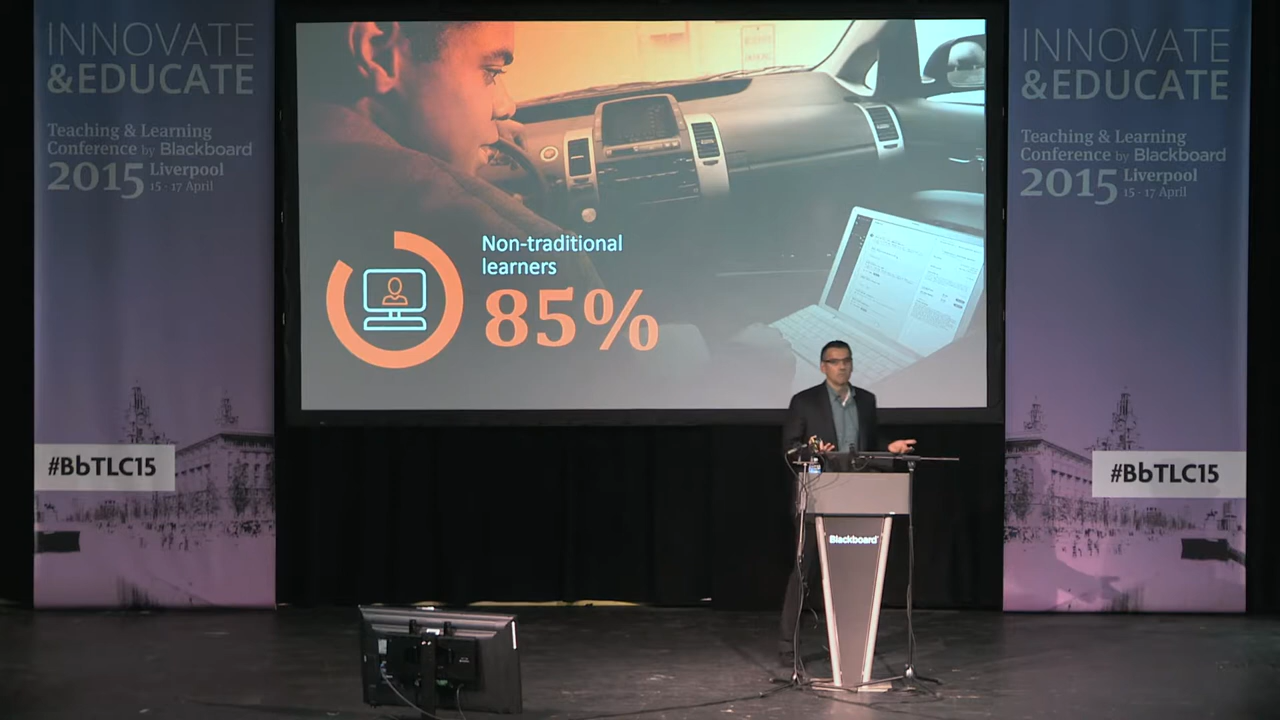 INNOVATE
&EDUCATE
Teaching & Learning
Conference by Blackboard
2015 Liverpool
15 - 17 April
#BbTLC15
Non-traditional
learners
85%
Blackboard
INNOVATE
&EDUCATE
Teaching & Learning
Conference by Blackboard
2015 Liverpool
15 - 17 April
#BbTLC15